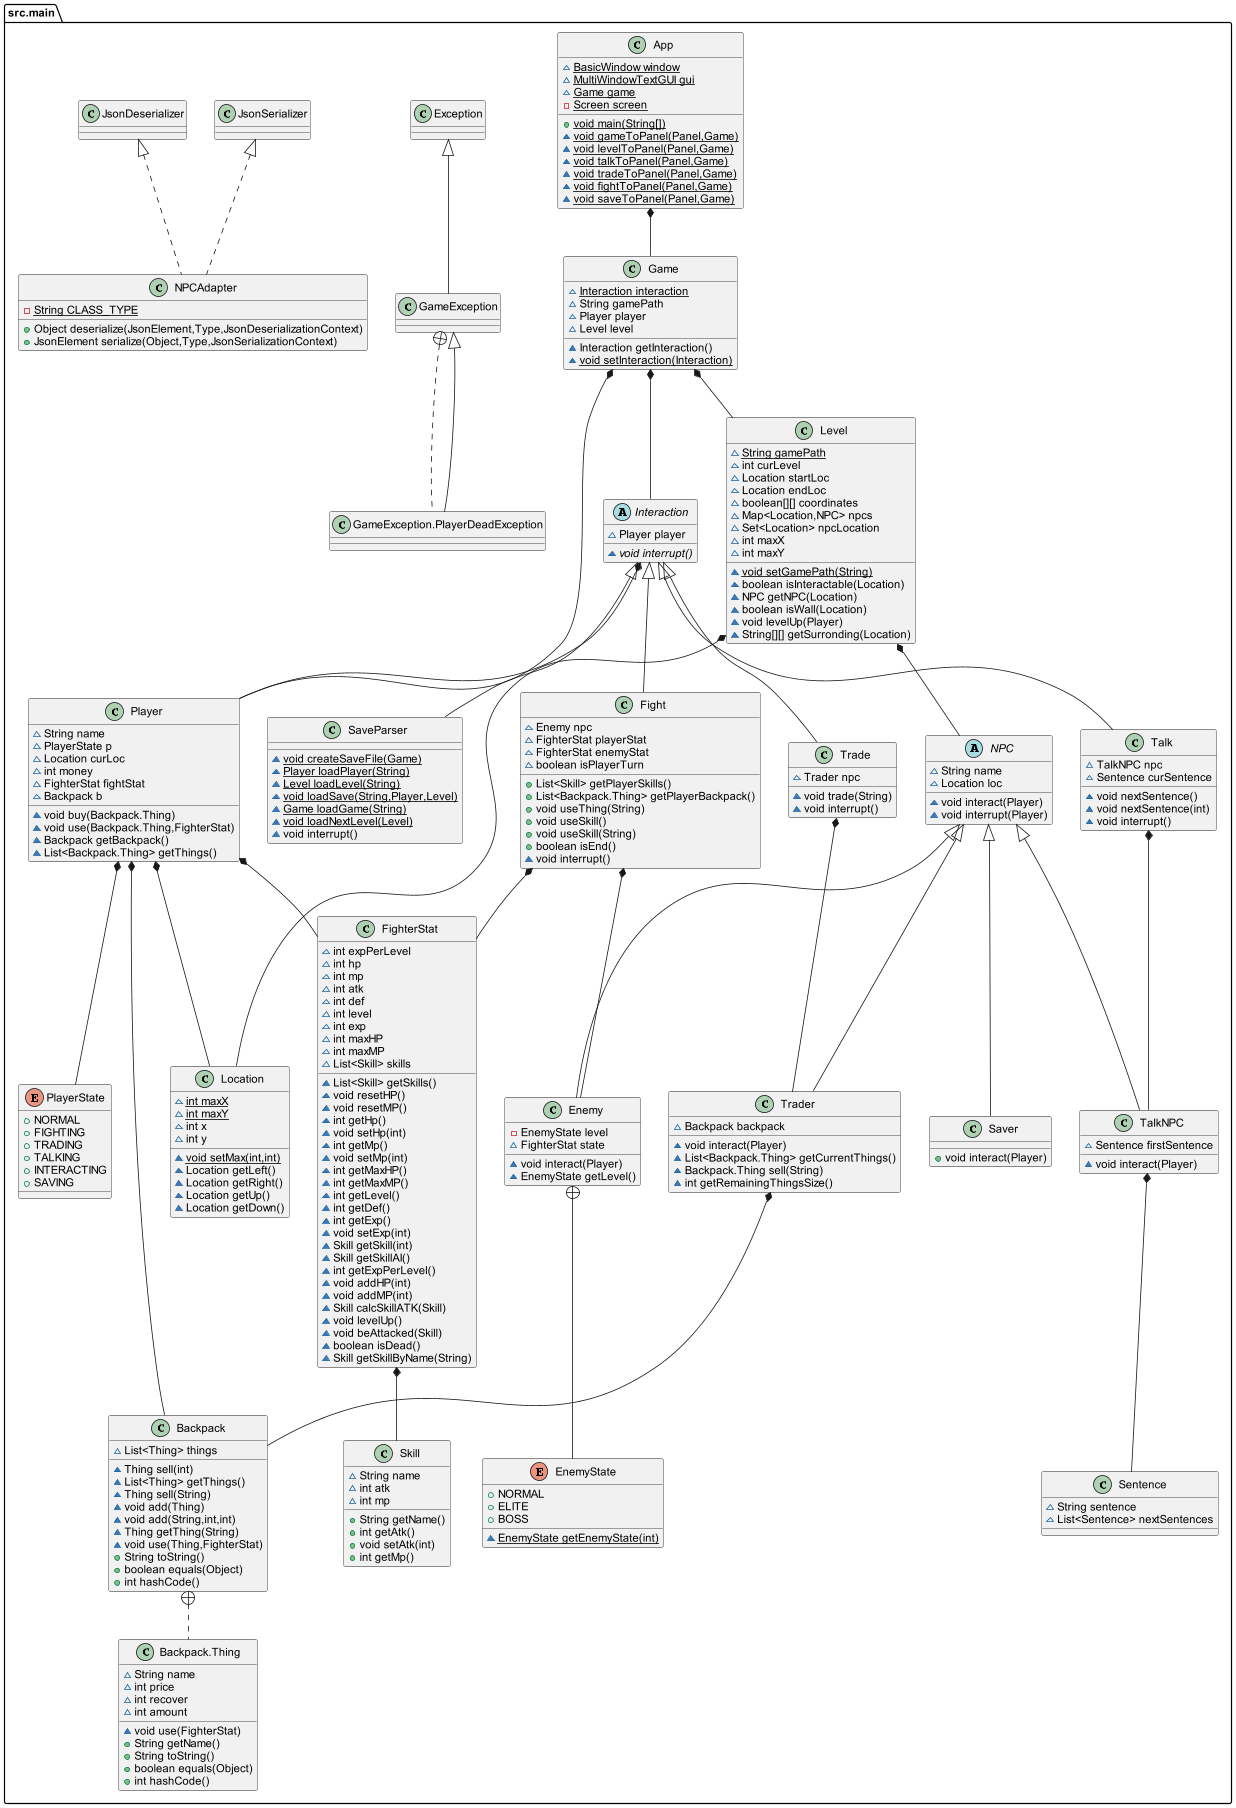 src.main
C App
BasicWindow window
MultiWindowTextGUI gui
Game game
Screen screen
void main(String[])
void gameToPanel(Panel,Game)
void levelToPanel(Panel,Game)
void talkToPanel(Panel,Game)
void tradeToPanel(Panel,Game)
void fightToPanel(Panel,Game)
void saveToPanel(Panel,Game)
C JsonDeserializer
C JsonSerializer
C Exception
C NPCAdapter
String CLASS_TYPE
Object deserialize(JsonElement,Type,JsonDeserializationContext)
JsonElement serialize(Object,Type,JsonSerializationContext)
C GameException
C Game
Interaction interaction
String gamePath
Player player
Level level
Interaction getInteraction()
void setInteraction(Interaction)
C Level
String gamePath
int curLevel
Location startLoc
Location endLoc
boolean[][] coordinates
Map<Location,NPC> npcs
Set<Location> npcLocation
int maxX
int maxY
void setGamePath(String)
boolean isInteractable(Location)
NPC getNPC(Location)
boolean isWall(Location)
void levelUp(Player)
String[][] getSurronding(Location)
C GameException.PlayerDeadException
A Interaction
Player player
void interrupt()
C Player
String name
PlayerState p
Location curLoc
int money
FighterStat fightStat
Backpack b
void buy(Backpack.Thing)
void use(Backpack.Thing,FighterStat)
Backpack getBackpack()
List<Backpack.Thing> getThings()
C SaveParser
void createSaveFile(Game)
Player loadPlayer(String)
Level loadLevel(String)
void loadSave(String,Player,Level)
Game loadGame(String)
void loadNextLevel(Level)
void interrupt()
C Fight
Enemy npc
FighterStat playerStat
FighterStat enemyStat
boolean isPlayerTurn
List<Skill> getPlayerSkills()
List<Backpack.Thing> getPlayerBackpack()
void useThing(String)
void useSkill()
void useSkill(String)
boolean isEnd()
void interrupt()
C Trade
Trader npc
void trade(String)
void interrupt()
A NPC
String name
Location loc
void interact(Player)
void interrupt(Player)
C Talk
TalkNPC npc
Sentence curSentence
void nextSentence()
void nextSentence(int)
void interrupt()
E PlayerState
NORMAL
FIGHTING
TRADING
TALKING
INTERACTING
SAVING
C Location
int maxX
int maxY
int x
int y
void setMax(int,int)
Location getLeft()
Location getRight()
Location getUp()
Location getDown()
C FighterStat
int expPerLevel
int hp
int mp
int atk
int def
int level
int exp
int maxHP
int maxMP
List<Skill> skills
List<Skill> getSkills()
void resetHP()
void resetMP()
int getHp()
void setHp(int)
int getMp()
void setMp(int)
int getMaxHP()
int getMaxMP()
int getLevel()
int getDef()
int getExp()
void setExp(int)
Skill getSkill(int)
Skill getSkillAI()
int getExpPerLevel()
void addHP(int)
void addMP(int)
Skill calcSkillATK(Skill)
void levelUp()
void beAttacked(Skill)
boolean isDead()
Skill getSkillByName(String)
C Enemy
EnemyState level
FighterStat state
void interact(Player)
EnemyState getLevel()
C Trader
Backpack backpack
void interact(Player)
List<Backpack.Thing> getCurrentThings()
Backpack.Thing sell(String)
int getRemainingThingsSize()
C Saver
void interact(Player)
C TalkNPC
Sentence firstSentence
void interact(Player)
C Backpack
List<Thing> things
Thing sell(int)
List<Thing> getThings()
Thing sell(String)
void add(Thing)
void add(String,int,int)
Thing getThing(String)
void use(Thing,FighterStat)
String toString()
boolean equals(Object)
int hashCode()
C Skill
String name
int atk
int mp
String getName()
int getAtk()
void setAtk(int)
int getMp()
E EnemyState
NORMAL
ELITE
BOSS
EnemyState getEnemyState(int)
C Sentence
String sentence
List<Sentence> nextSentences
C Backpack.Thing
String name
int price
int recover
int amount
void use(FighterStat)
String getName()
String toString()
boolean equals(Object)
int hashCode()